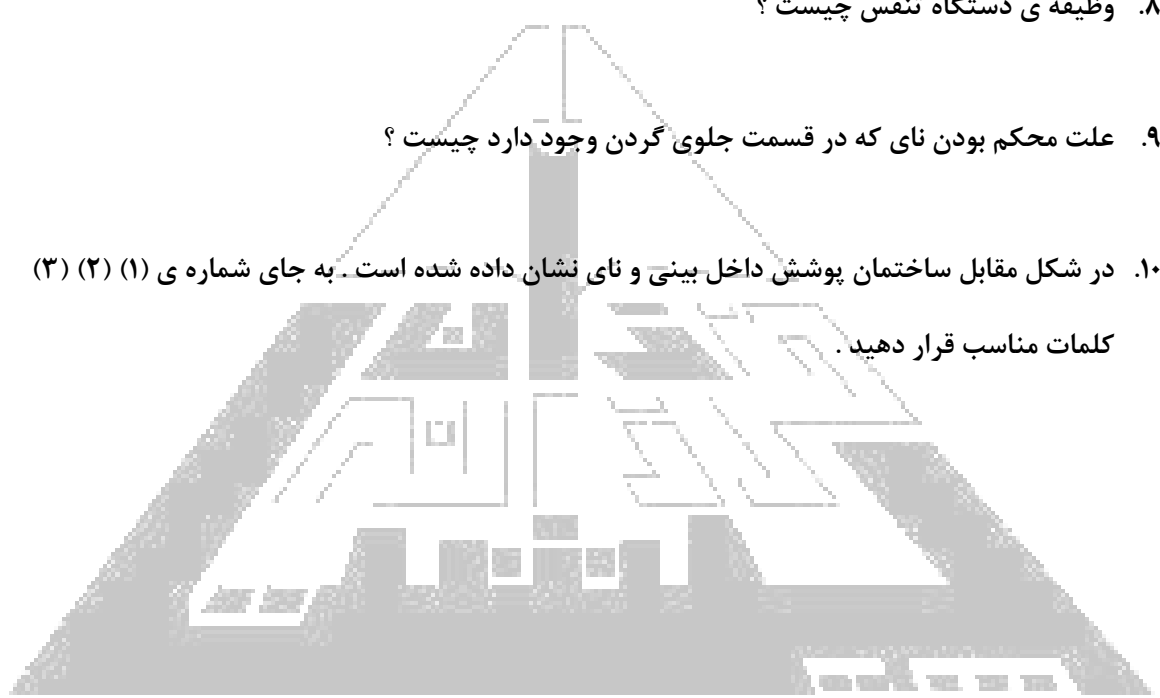 ۸. وظیفه ی دستگاه تنفس چیست ؟
۹. علت محکم بودن نای که در قسمت جلوی گردن وجود دارد چیست ؟
۱۰. در شکل مقابل ساختمان پوشش داخل بینی و نای نشان داده شده است . به جای شماره ی (۱) (۲) (۳)
کلمات مناسب قرار دهید .